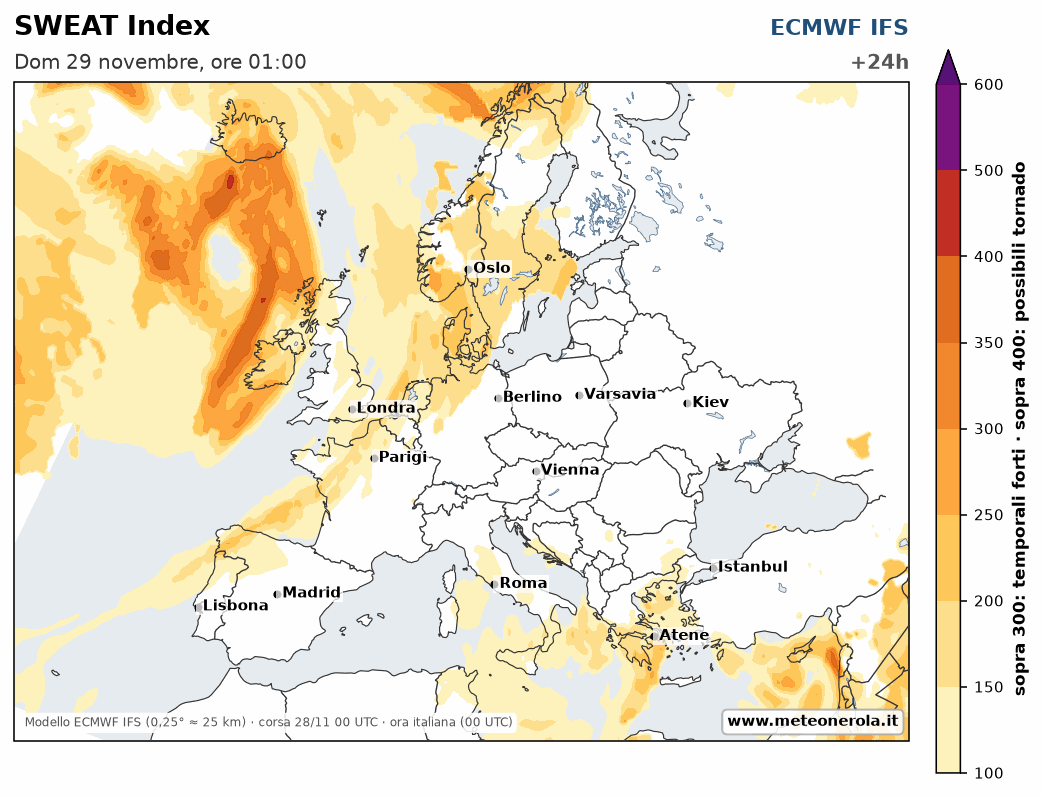 SWEAT Index
ECMWF IFS
Dom 29 novembre, ore 01:00
+24h
600
500
400
350
300
250
200
150
100
sopra 300: temporali forti · sopra 400: possibili tornado
Oslo
Berlino
Varsavia
Kiev
Londra
Parigi
Vienna
Istanbul
Roma
Madrid
Lisbona
Atene
Modello ECMWF IFS (0,25° ≈ 25 km) · corsa 28/11 00 UTC · ora italiana (00 UTC)
www.meteonerola.it